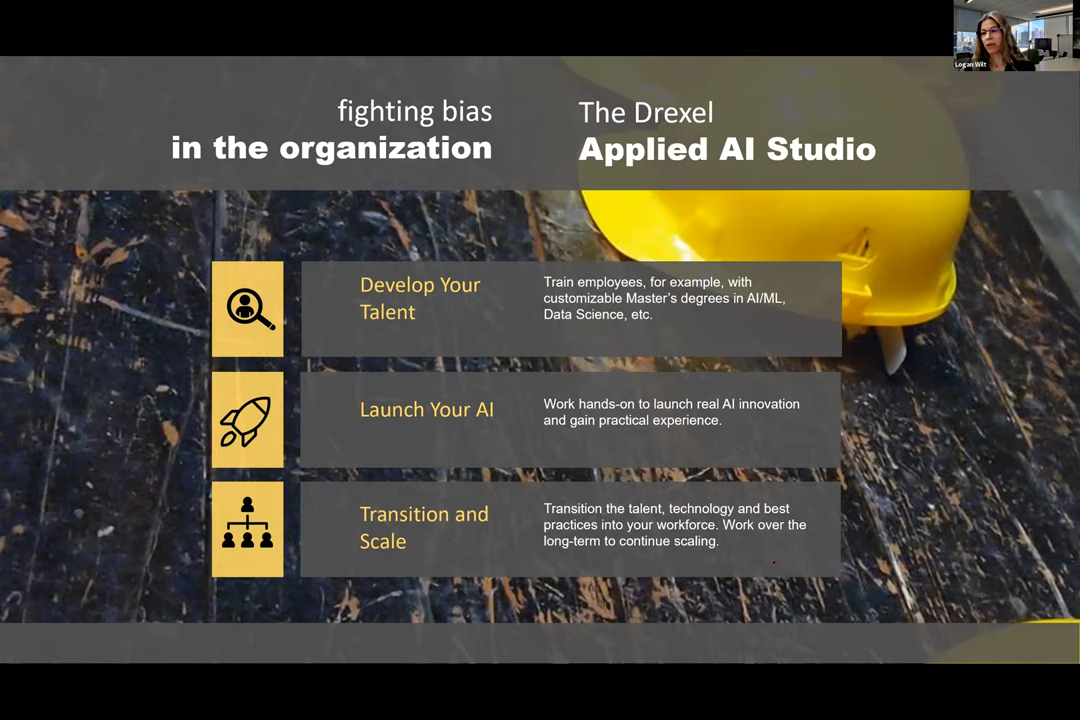 Logan Wilt
fighting bias
in the organization
The Drexel
Applied AI Studio
Develop Your
Talent
Train employees, for example, with
customizable Master's degrees in AI/ML,
Data Science, etc.
Launch Your AI
Work hands-on to launch real AI innovation
and gain practical experience.
Transition and
Scale
Transition the talent, technology and best
practices into your workforce. Work over the
long-term to continue scaling.